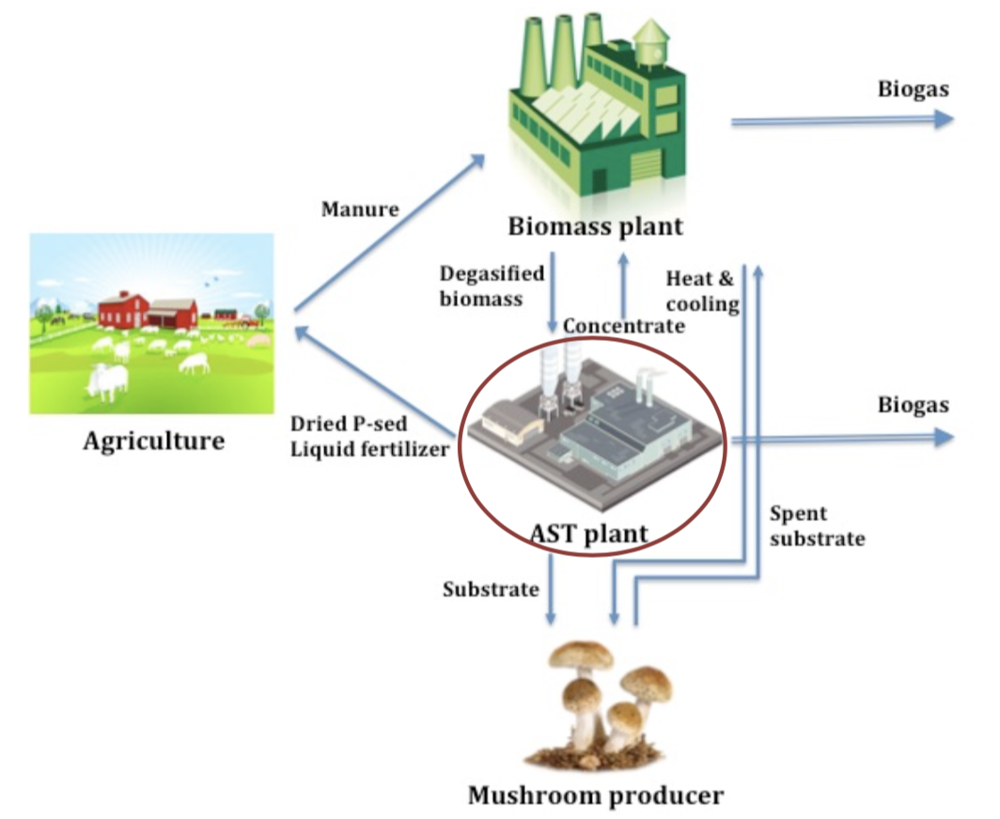 Biogas
Manure
Biomass plant
Degasified
biomass
Heat &
cooling
Concentrate
Agriculture
Dried P-sed
Liquid fertilizer
Biogas
AST plant
Spent
substrate
Substrate
Mushroom producer